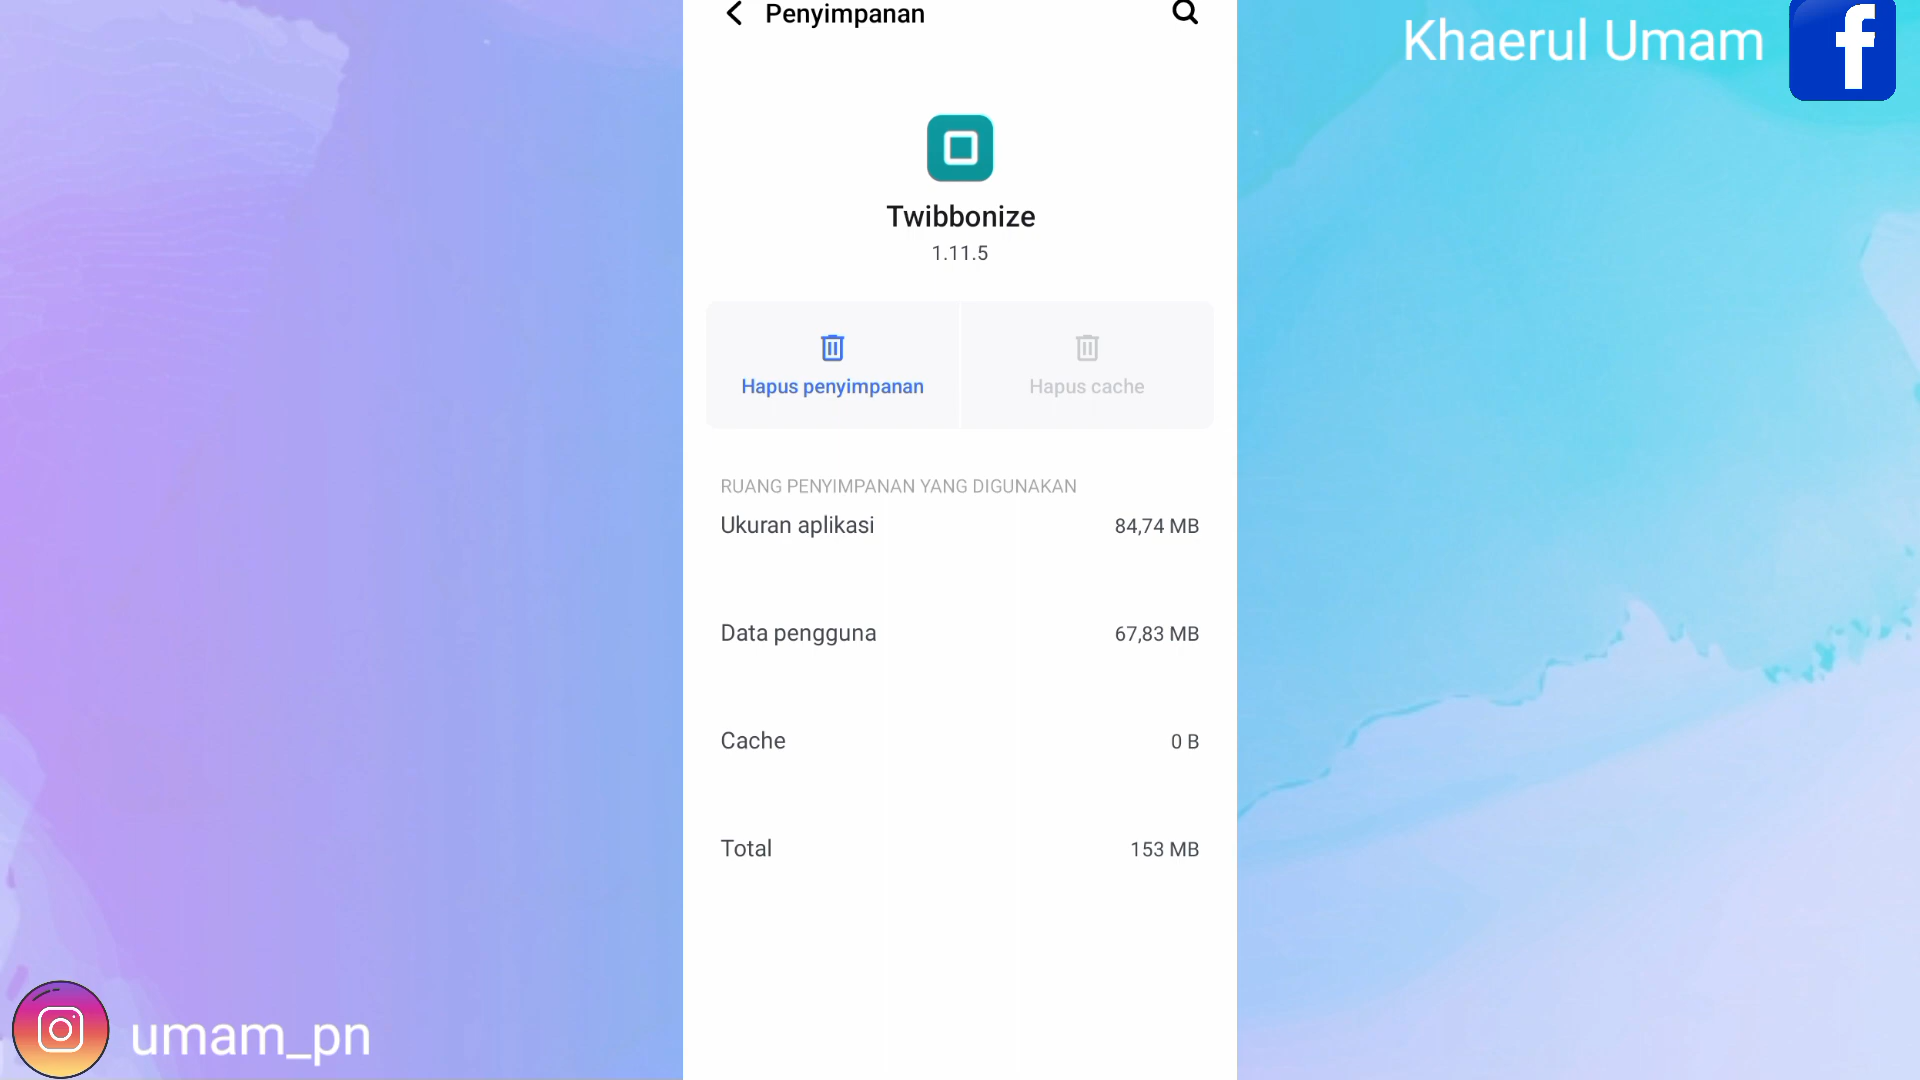 Penyimpanan
Khaerul Umam
Twibbonize
1.11.5
Hapus penyimpanan
Hapus cache
RUANG PENYIMPANAN YANG DIGUNAKAN
Ukuran aplikasi 84,74 MB
Data pengguna 67,83 MB
Cache 0 B
Total 153 MB
umam_pn